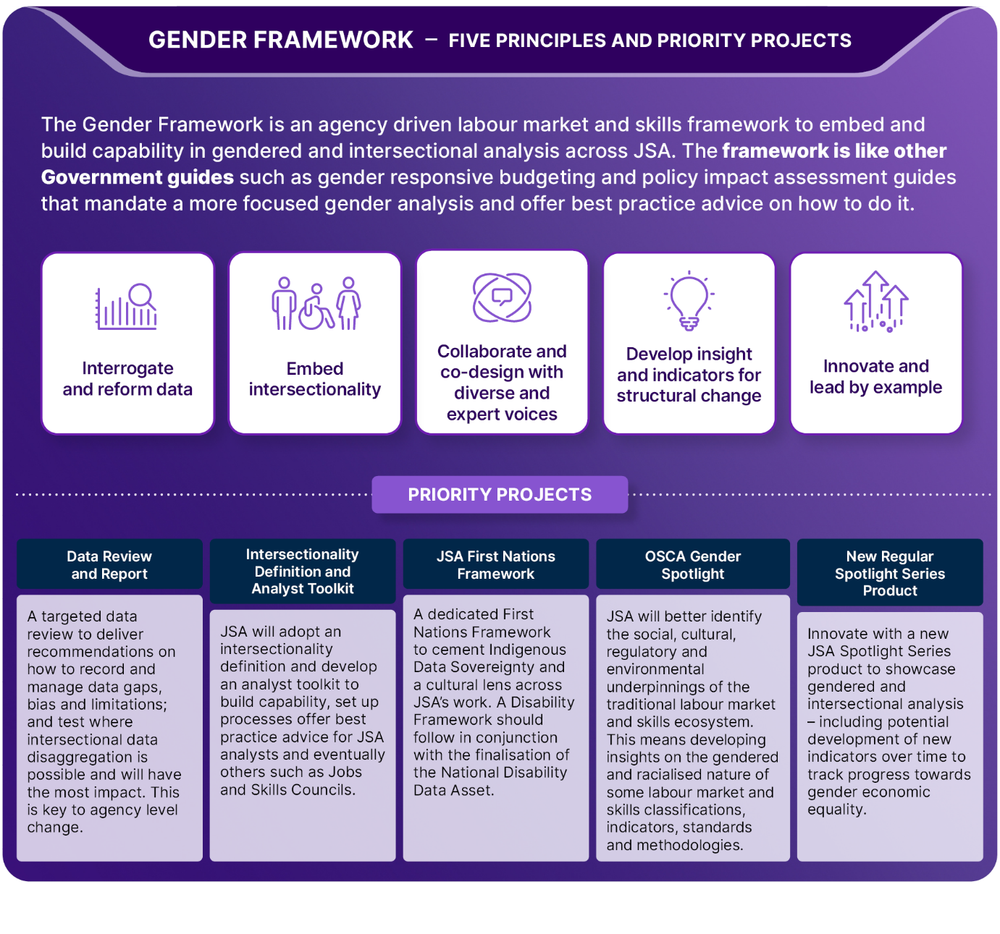 GENDER FRAMEWORK – FIVE PRINCIPLES AND PRIORITY PROJECTS
The Gender Framework is an agency driven labour market and skills framework to embed and
build capability in gendered and intersectional analysis across JSA. The framework is like other
Government guides such as gender responsive budgeting and policy impact assessment guides
that mandate a more focused gender analysis and offer best practice advice on how to do it.
Interrogate
and reform data
Embed
intersectionality
Collaborate and
co-design with
diverse and
expert voices
Develop insight
and indicators for
structural change
Innovate and
lead by example
PRIORITY PROJECTS
Data Review
and Report
A targeted data
review to deliver
recommendations on
how to record and
manage data gaps,
bias and limitations;
and test where
intersectional data
disaggregation is
possible and will have
the most impact. This
is key to agency level
change.
Intersectionality
Definition and
Analyst Toolkit
JSA will adopt an
intersectionality
definition and develop
an analyst toolkit to
build capability, set up
processes offer best
practice advice for JSA
analysts and eventually
others such as Jobs
and Skills Councils.
JSA First Nations
Framework
A dedicated First
Nations Framework
to cement Indigenous
Data Sovereignty and
a cultural lens across
JSA’s work. A Disability
Framework should
follow in conjunction
with the finalisation of
the National Disability
Data Asset.
OSCA Gender
Spotlight
JSA will better identify
the social, cultural,
regulatory and
environmental
underpinnings of the
traditional labour market
and skills ecosystem.
This means developing
insights on the gendered
and racialised nature of
some labour market and
skills classifications,
indicators, standards
and methodologies.
New Regular
Spotlight Series
Product
Innovate with a new
JSA Spotlight Series
product to showcase
gendered and
intersectional analysis
– including potential
development of new
indicators over time to
track progress towards
gender economic
equality.